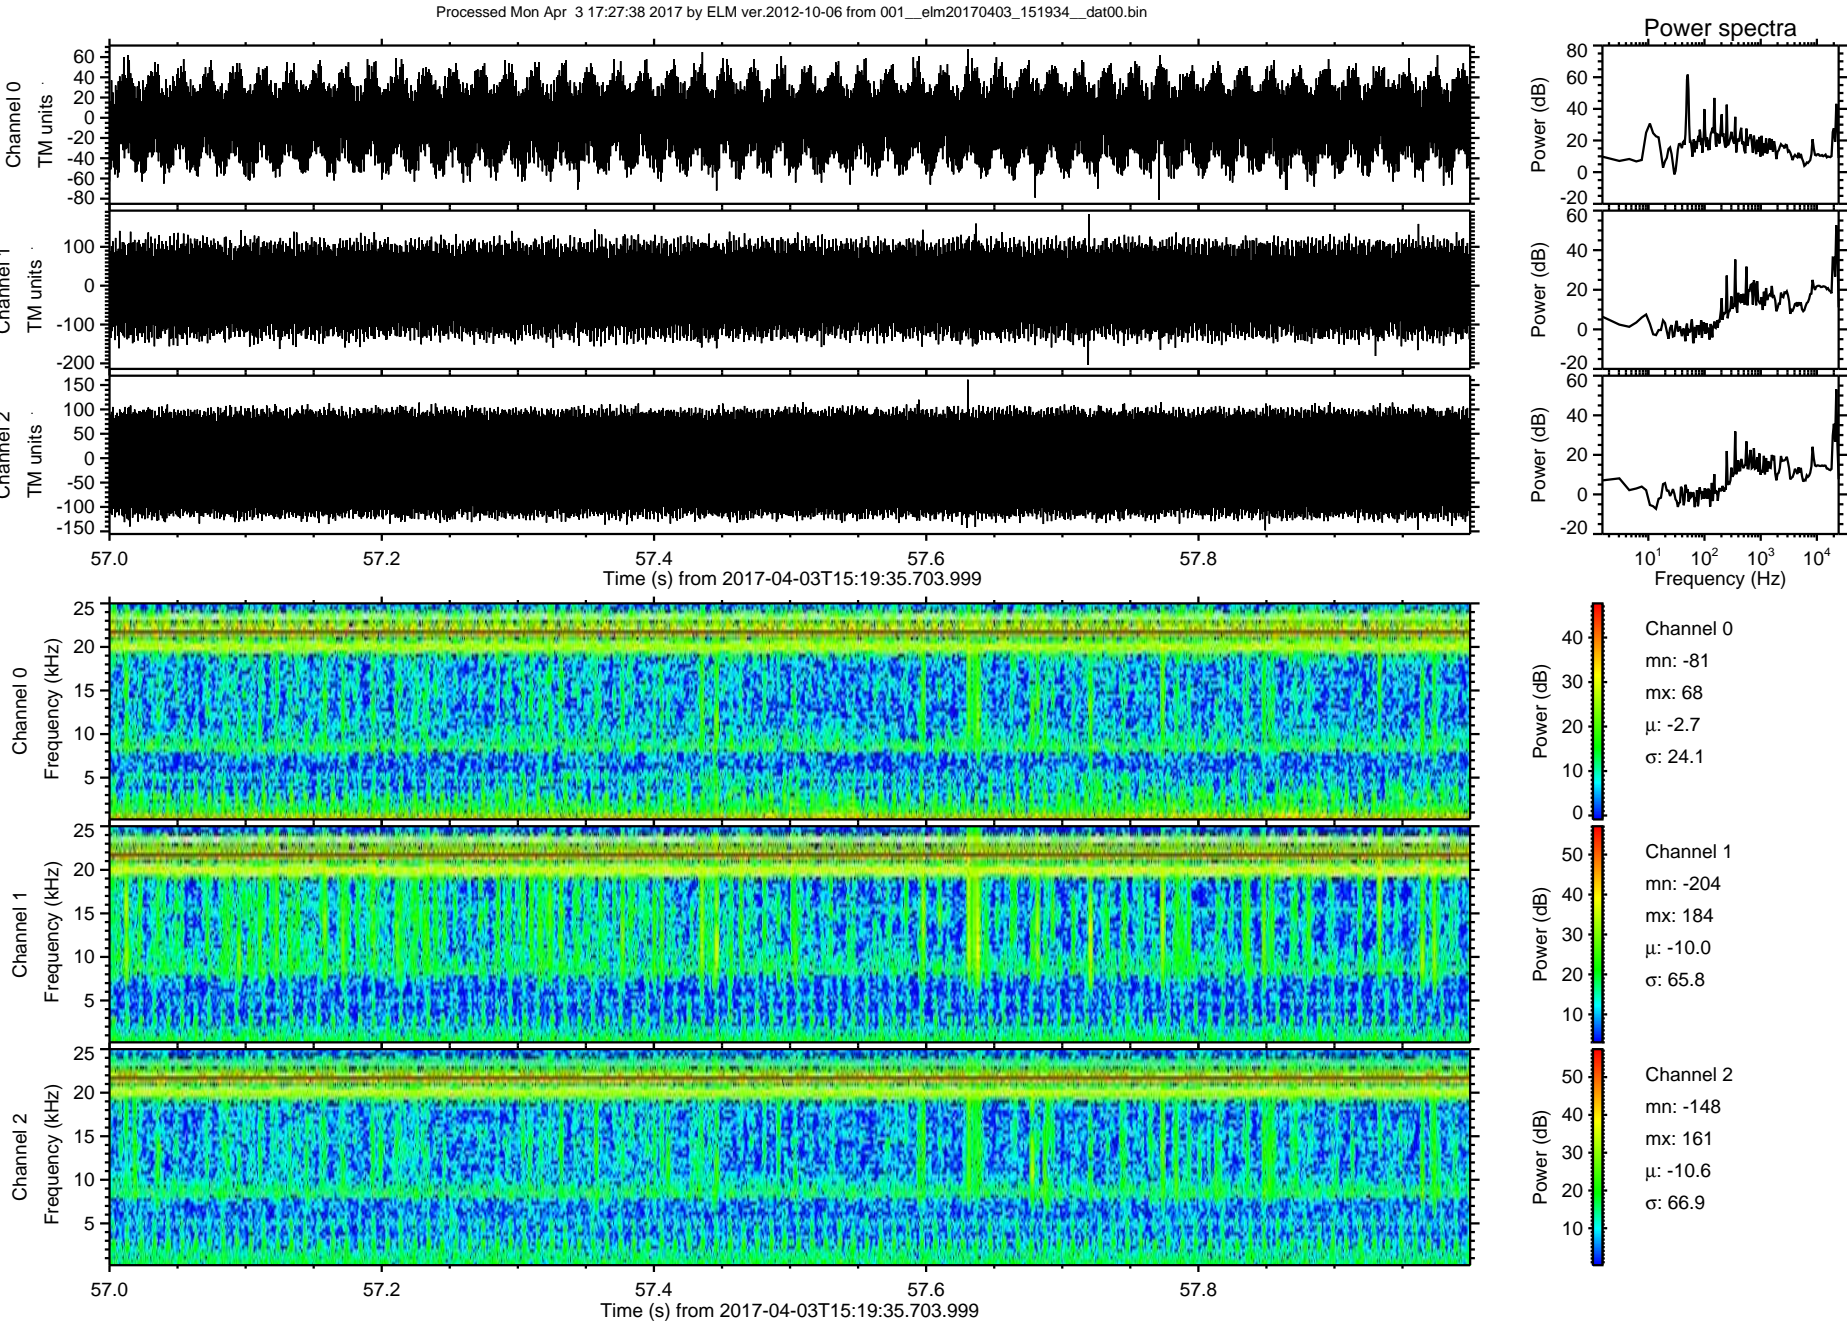 Processed Mon Apr  3 17:27:38 2017 by ELM ver.2012-10-06 from 001__elm20170403_151934__dat00.bin
Power spectra
Channel 0
TM units
60
40
20
0
-20
-40
-60
-80
Power (dB)
80
60
40
20
0
-20
Channel 1
TM units
100
0
-100
-200
Power (dB)
60
40
20
0
-20
Channel 2
TM units
150
100
50
0
-50
-100
-150
Power (dB)
60
40
20
0
-20
57.0 57.2 57.4 57.6 57.8
Time (s) from 2017-04-03T15:19:35.703.999
10^1 10^2 10^3 10^4
Frequency (Hz)
Channel 0
Frequency (kHz)
25
20
15
10
5
Power (dB)
40
30
20
10
0
Channel 0
mn: -81
mx: 68
μ: -2.7
σ: 24.1
Channel 1
Frequency (kHz)
25
20
15
10
5
Power (dB)
50
40
30
20
10
Channel 1
mn: -204
mx: 184
μ: -10.0
σ: 65.8
Channel 2
Frequency (kHz)
25
20
15
10
5
Power (dB)
50
40
30
20
10
Channel 2
mn: -148
mx: 161
μ: -10.6
σ: 66.9
57.0 57.2 57.4 57.6 57.8
Time (s) from 2017-04-03T15:19:35.703.999